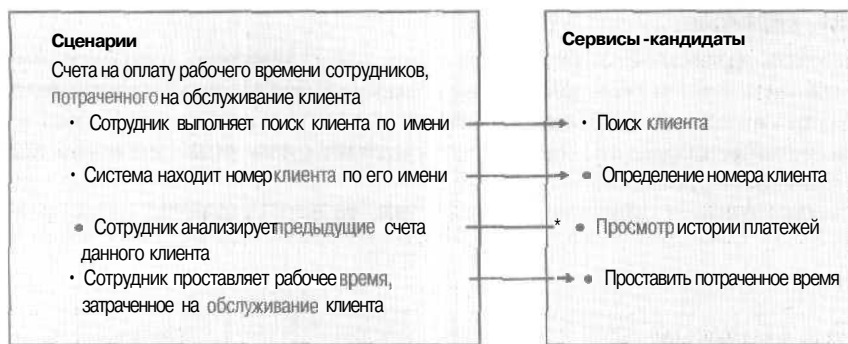 Сценарии
Счета на оплату рабочего времени сотрудников,
потраченного на обслуживание клиента
• Сотрудник выполняет поиск клиента по имени
• Система находит номер клиента по его имени
• Сотрудник анализирует предыдущие счета
данного клиента
• Сотрудник проставляет рабочее время,
затраченное на обслуживание клиента
Сервисы-кандидаты
• Поиск клиента
• Определение номера клиента
* • Просмотр истории платежей
• Проставить потраченное время